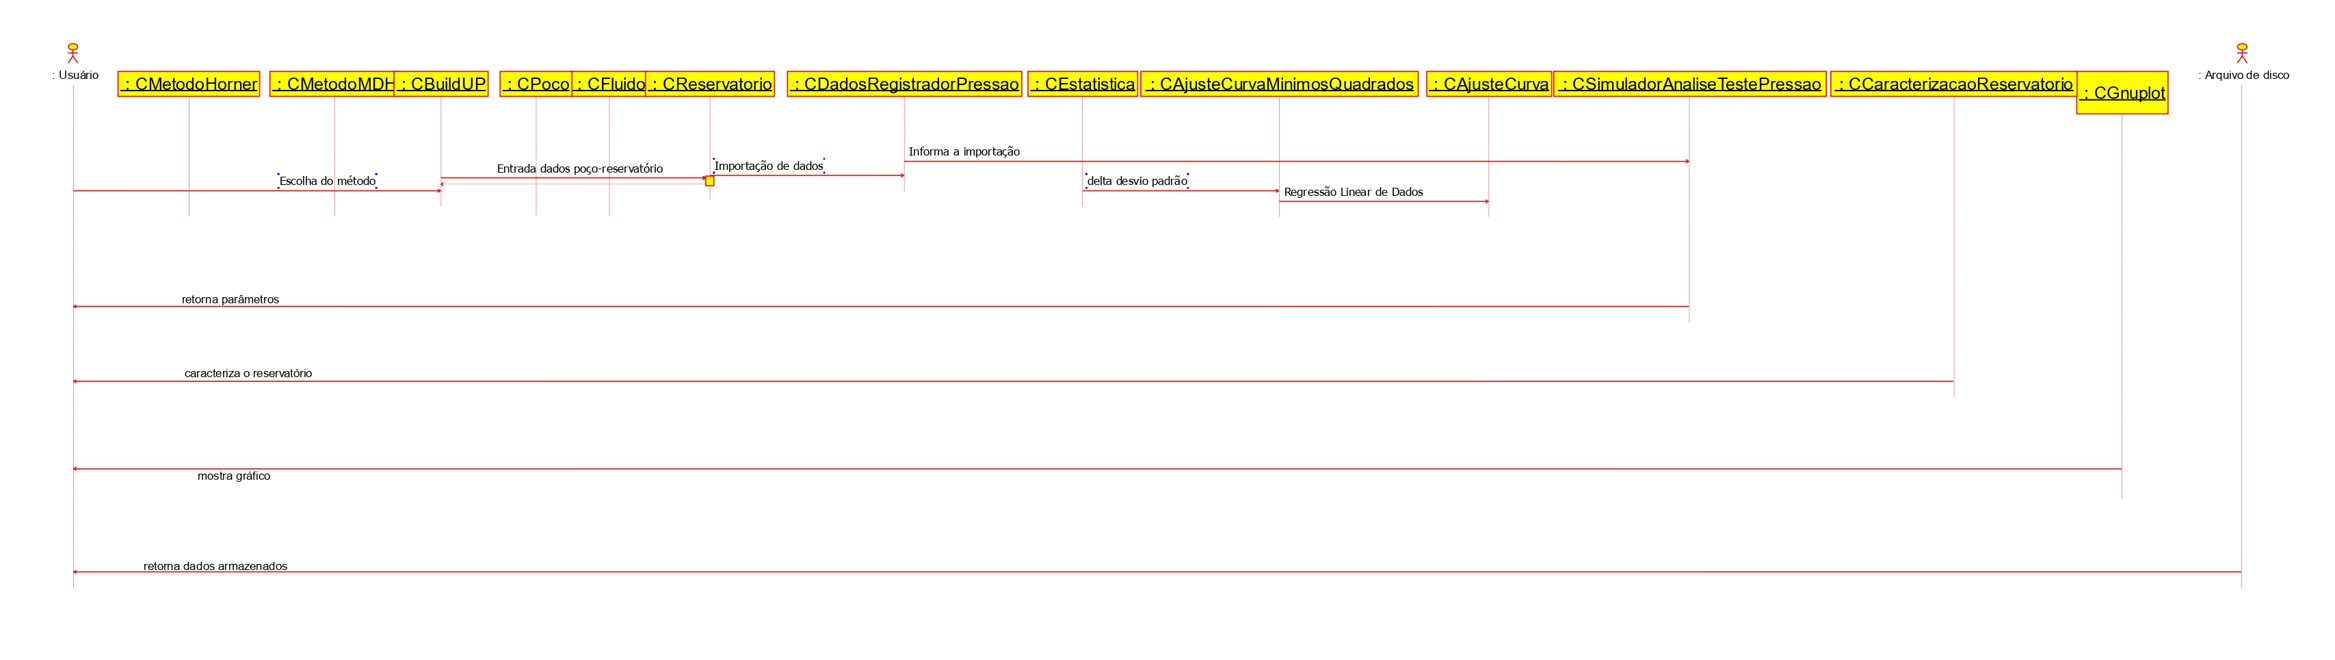 : Usuário
: CMetodoHorner
: CMetodoMDH
: CBuildUP
: CPoco
: CFluido
: CReservatorio
: CDadosRegistradorPressao
: CEstatistica
: CAjusteCurvaMinimosQuadrados
: CAjusteCurva
: CSimuladorAnaliseTestePressao
: CCaracterizacaoReservatorio
: CGnuplot
: Arquivo de disco
Informa a importação
Importação de dados
Entrada dados poço-reservatório
Escolha do método
delta desvio padrão
Regressão Linear de Dados
retorna parâmetros
caracteriza o reservatório
mostra gráfico
retorna dados armazenados